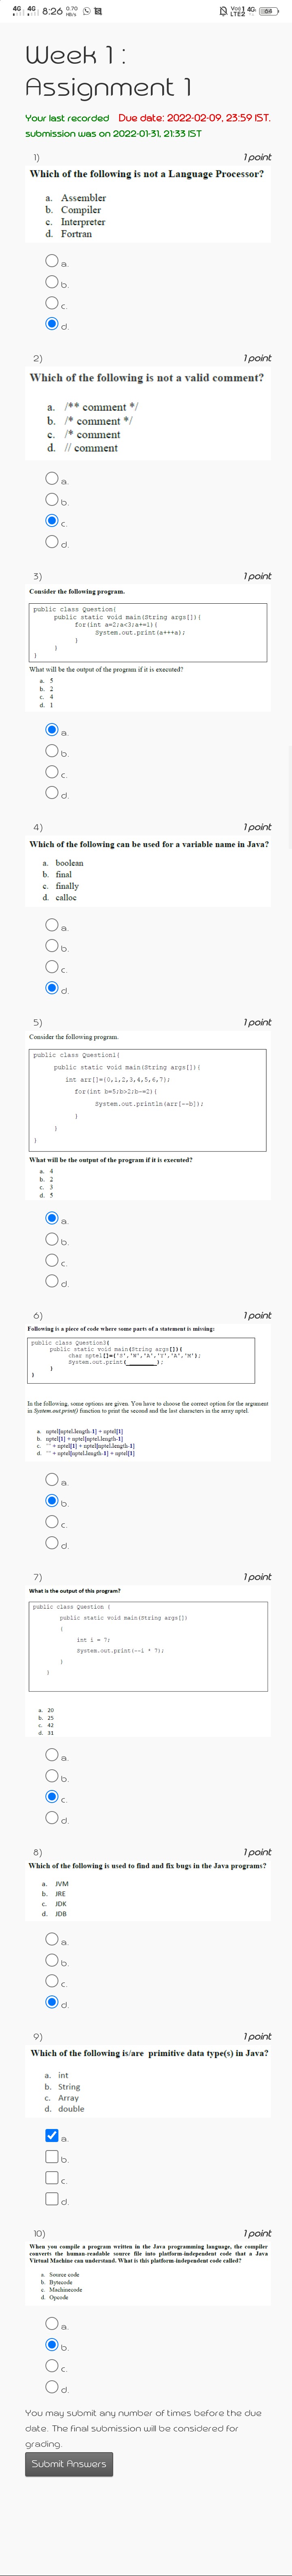 4G 4G 8:26 0.70 KB/s Vo)) 4G LTE2
Week 1 :
Assignment 1
Your last recorded Due date: 2022-02-09, 23:59 IST.
submission was on 2022-01-31, 21:33 IST
1) 1 point
Which of the following is not a Language Processor?
a. Assembler
b. Compiler
c. Interpreter
d. Fortran
a.
b.
c.
d.
2) 1 point
Which of the following is not a valid comment?
a. /** comment */
b. /* comment */
c. /* comment
d. // comment
a.
b.
c.
d.
3) 1 point
Consider the following program.
public class Question{
public static void main(String args[]){
for(int a=2;a<3;a+=1){
System.out.print(a+++a);
}
}
}
What will be the output of the program if it is executed?
a. 5
b. 2
c. 4
d. 1
a.
b.
c.
d.
4) 1 point
Which of the following can be used for a variable name in Java?
a. boolean
b. final
c. finally
d. calloc
a.
b.
c.
d.
5) 1 point
Consider the following program.
public class Question1{
public static void main(String args[]){
int arr[]={0,1,2,3,4,5,6,7};
for(int b=5;b>2;b-=2){
System.out.println(arr[--b]);
}
}
}
What will be the output of the program if it is executed?
a. 4
b. 2
c. 3
d. 5
a.
b.
c.
d.
6) 1 point
Following is a piece of code where some parts of a statement is missing:
public class Question3{
public static void main(String args[]){
char nptel[]={'S','W','A','Y','A','M'};
System.out.print(______);
}
}
In the following, some options are given. You have to choose the correct option for the argument
in System.out.print() function to print the second and the last characters in the array nptel.
a. nptel[nptel.length-1] + nptel[1]
b. nptel[1] + nptel[nptel.length-1]
c. "" + nptel[1] + nptel[nptel.length-1]
d. "" + nptel[nptel.length-1] + nptel[1]
a.
b.
c.
d.
7) 1 point
What is the output of this program?
public class Question {
public static void main(String args[])
{
int i = 7;
System.out.print(--i * 7);
}
}
a. 20
b. 25
c. 42
d. 31
a.
b.
c.
d.
8) 1 point
Which of the following is used to find and fix bugs in the Java programs?
a. JVM
b. JRE
c. JDK
d. JDB
a.
b.
c.
d.
9) 1 point
Which of the following is/are primitive data type(s) in Java?
a. int
b. String
c. Array
d. double
a.
b.
c.
d.
10) 1 point
When you compile a program written in the Java programming language, the compiler
converts the human-readable source file into platform-independent code that a Java
Virtual Machine can understand. What is this platform-independent code called?
a. Source code
b. Bytecode
c. Machinecode
d. Opcode
a.
b.
c.
d.
You may submit any number of times before the due
date. The final submission will be considered for
grading.
Submit Answers